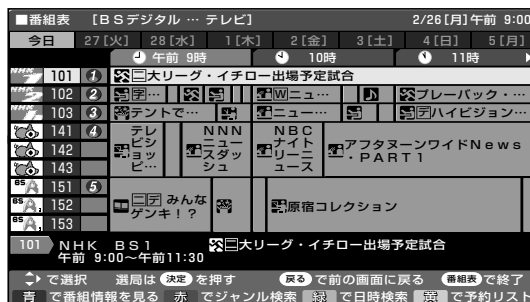 ■番組表 [BSデジタル … テレビ] 2/26[月]午前 9:00
今日 27[火] 28[水] 1[木] 2[金] 3[土] 4[日] 5[月]
午前 9時 10時 11時
101 1 二大リーグ・イチロー出場予定試合
102 2 字… W ニュ… プレーバック・…
103 3 テントで… ニュー… デハイビジョン…
141 4 テレビショッピ… NNNニュースダッシュ NBCナイトリーニュース アフタヌーンワイドNews・PART1
142
143
151 5 二デ みんなゲンキ!? 原宿コレクション
152
153
101 NHK BS1 二大リーグ・イチロー出場予定試合
午前 9:00~午前11:30
で選択 選局は 決定 を押す 戻る で前の画面に戻る 番組表 で終了
青 で番組情報を見る 赤 でジャンル検索 緑 で日時検索 黄 で予約リスト